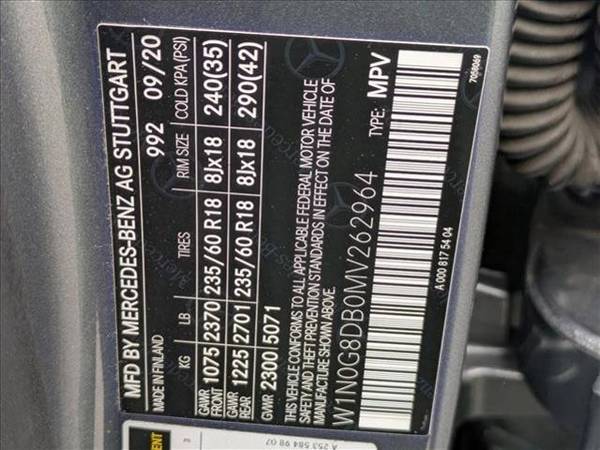 MFD BY MERCEDES-BENZ AG STUTTGART
MADE IN FINLAND 992 09/20
KG LB TIRES RIM SIZE COLD KPA(PSI)
GAWR FRONT 1075 2370 235/60 R18 8Jx18 240(35)
GAWR REAR 1225 2701 235/60 R18 8Jx18 290(42)
GVWR 2300 5071
THIS VEHICLE CONFORMS TO ALL APPLICABLE FEDERAL MOTOR VEHICLE
SAFETY AND THEFT PREVENTION STANDARDS IN EFFECT ON THE DATE OF
MANUFACTURE SHOWN ABOVE.
W1N0G8DB0MV262964 TYPE: MPV
A 000 817 54 04 7058069
A 253 584 98 07